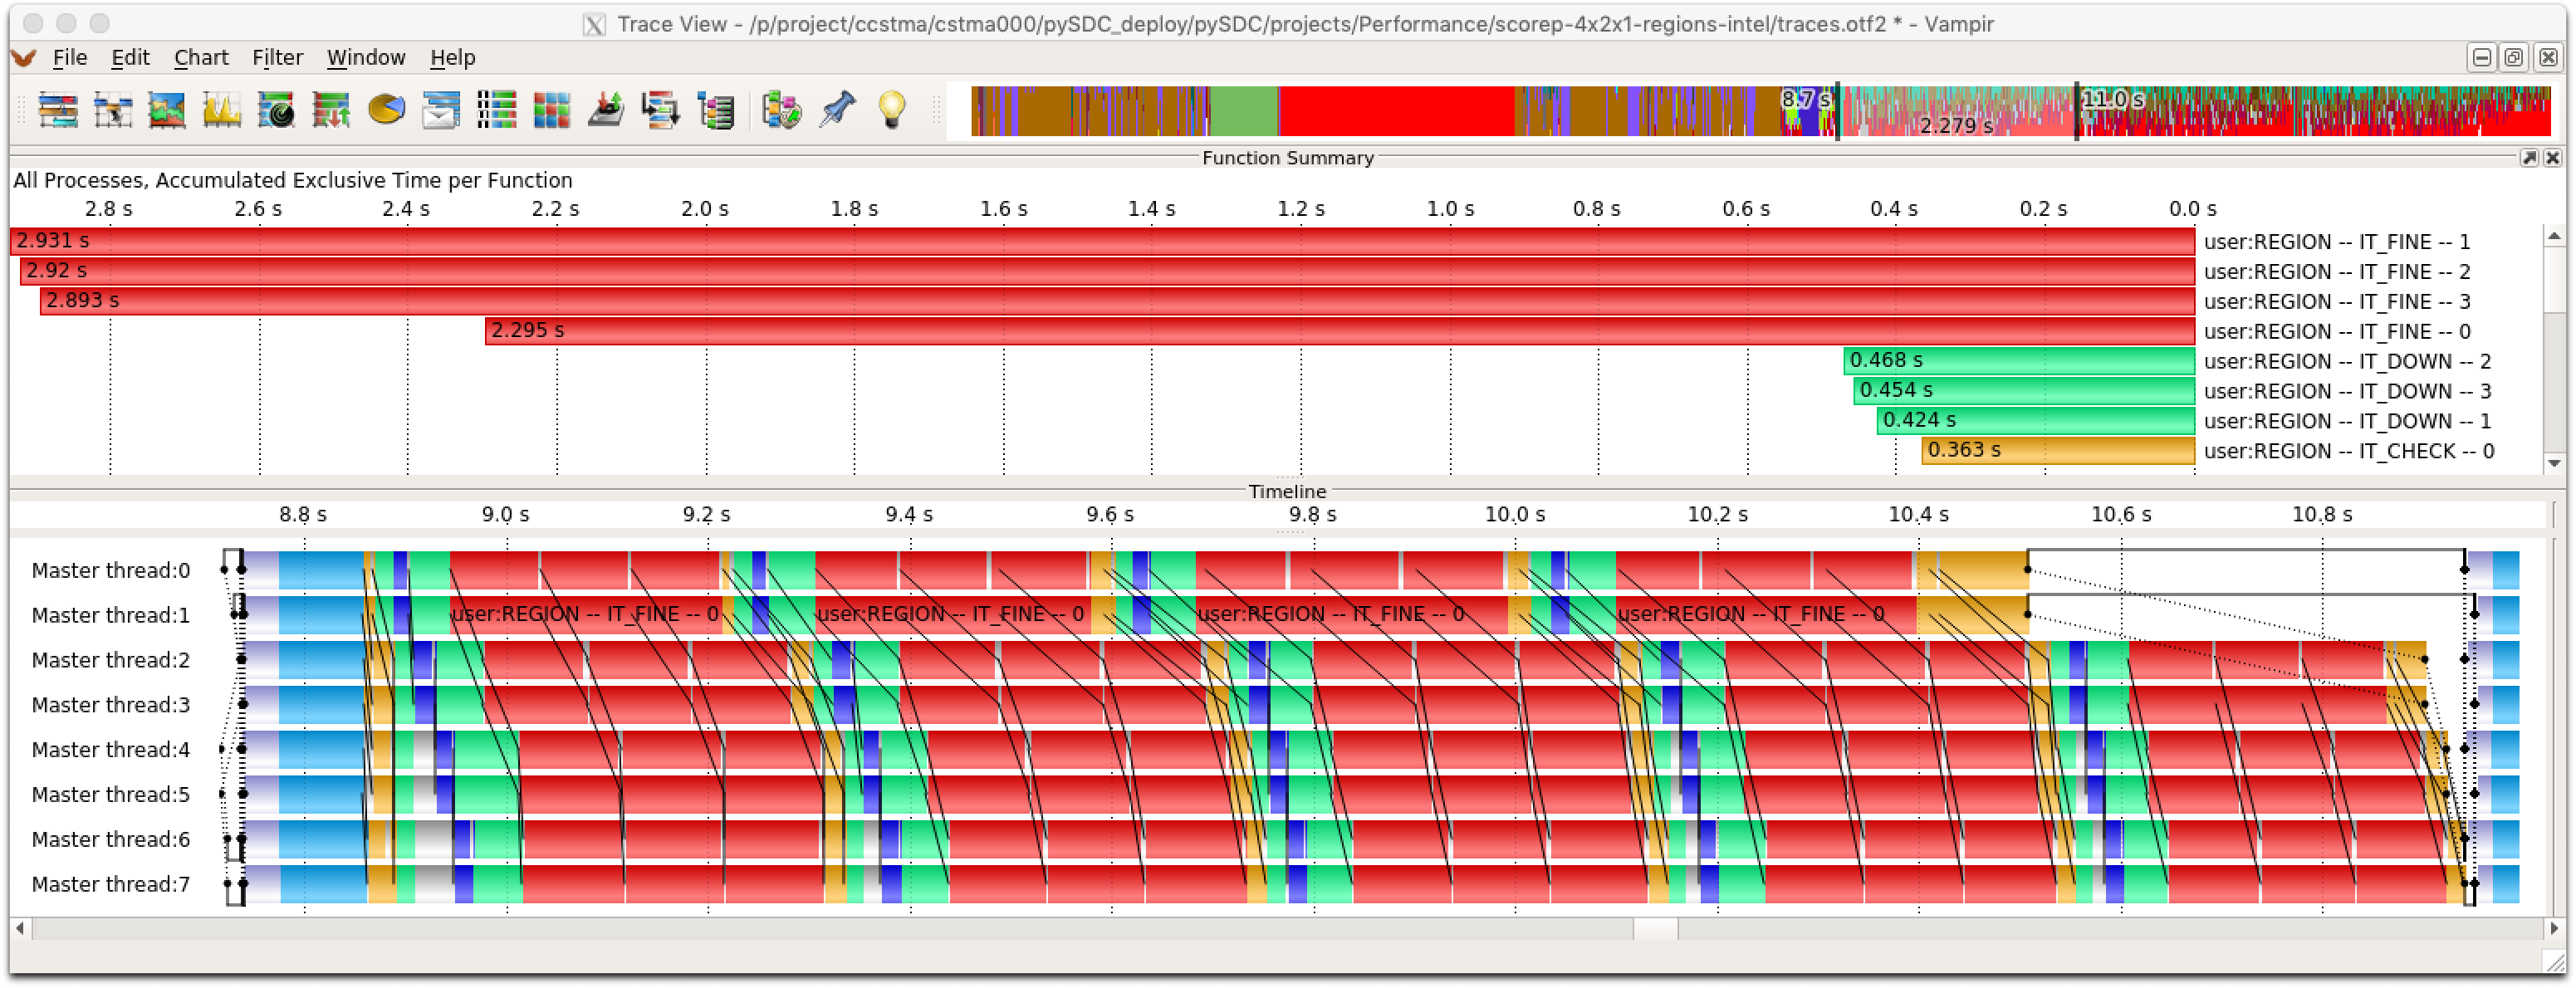 Trace View - /p/project/ccstma/cstma000/pySDC_deploy/pySDC/projects/Performance/scorep-4x2x1-regions-intel/traces.otf2 * - Vampir
File Edit Chart Filter Window Help
8.7 s 11.0 s
2.279 s
Function Summary
All Processes, Accumulated Exclusive Time per Function
2.8 s 2.6 s 2.4 s 2.2 s 2.0 s 1.8 s 1.6 s 1.4 s 1.2 s 1.0 s 0.8 s 0.6 s 0.4 s 0.2 s 0.0 s
2.931 s user:REGION -- IT_FINE -- 1
2.92 s user:REGION -- IT_FINE -- 2
2.893 s user:REGION -- IT_FINE -- 3
2.295 s user:REGION -- IT_FINE -- 0
0.468 s user:REGION -- IT_DOWN -- 2
0.454 s user:REGION -- IT_DOWN -- 3
0.424 s user:REGION -- IT_DOWN -- 1
0.363 s user:REGION -- IT_CHECK -- 0
Timeline
8.8 s 9.0 s 9.2 s 9.4 s 9.6 s 9.8 s 10.0 s 10.2 s 10.4 s 10.6 s 10.8 s
Master thread:0
Master thread:1 user:REGION -- IT_FINE -- 0 user:REGION -- IT_FINE -- 0 user:REGION -- IT_FINE -- 0 user:REGION -- IT_FINE -- 0
Master thread:2
Master thread:3
Master thread:4
Master thread:5
Master thread:6
Master thread:7